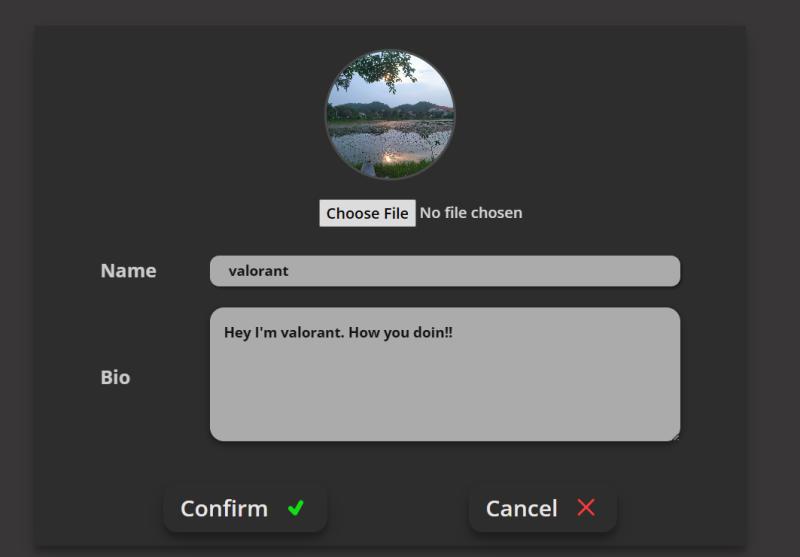 Choose File No file chosen
Name
valorant
Bio
Hey I'm valorant. How you doin!!
Confirm
Cancel